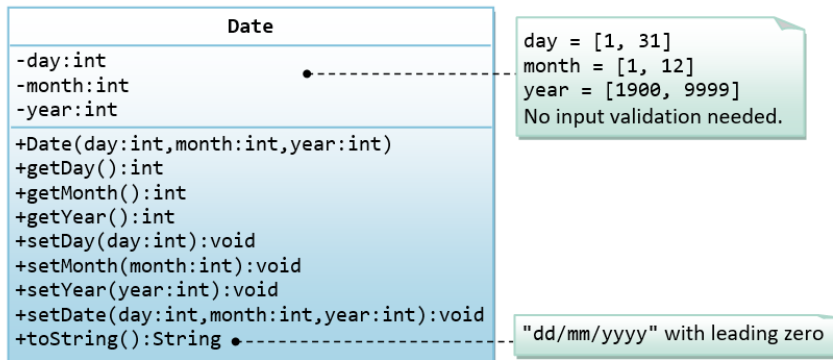 Date
-day:int
-month:int
-year:int
+Date(day:int,month:int,year:int)
+getDay():int
+getMonth():int
+getYear():int
+setDay(day:int):void
+setMonth(month:int):void
+setYear(year:int):void
+setDate(day:int,month:int,year:int):void
+toString():String
day = [1, 31]
month = [1, 12]
year = [1900, 9999]
No input validation needed.
"dd/mm/yyyy" with leading zero